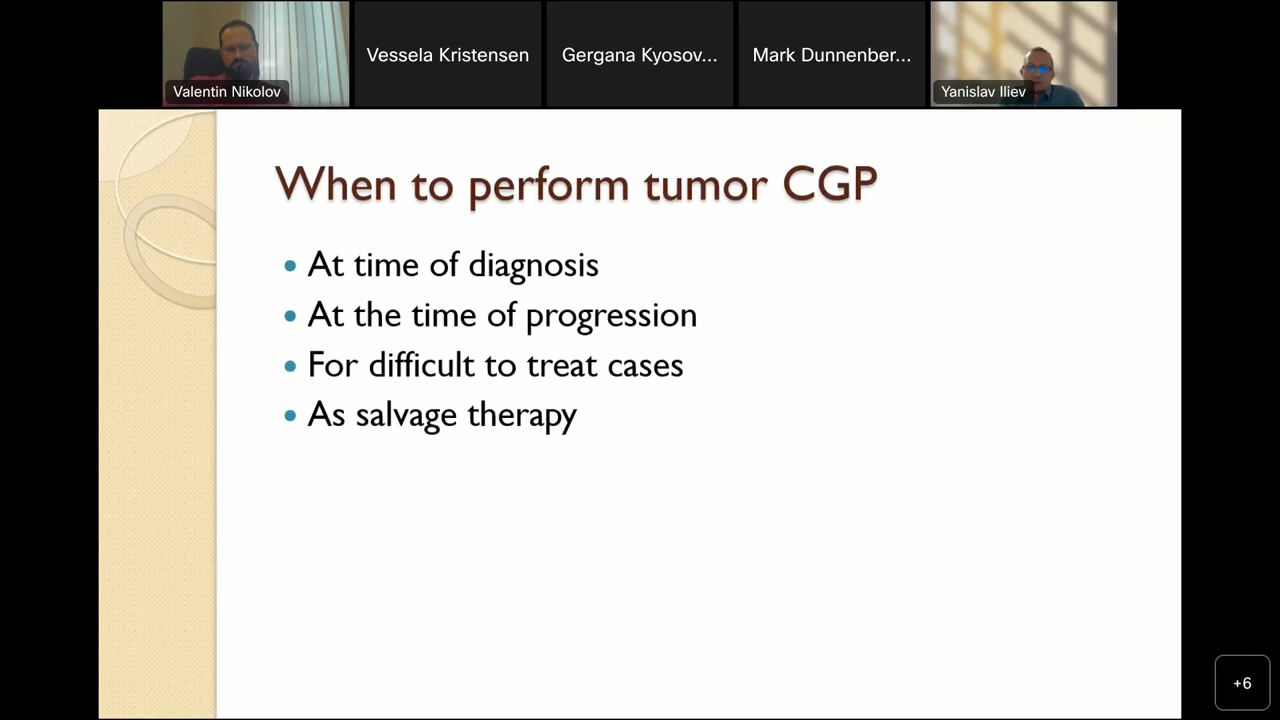 Valentin Nikolov
Vessela Kristensen
Gergana Kyosov...
Mark Dunnenber...
Yanislav Iliev
When to perform tumor CGP
• At time of diagnosis
• At the time of progression
• For difficult to treat cases
• As salvage therapy
+6